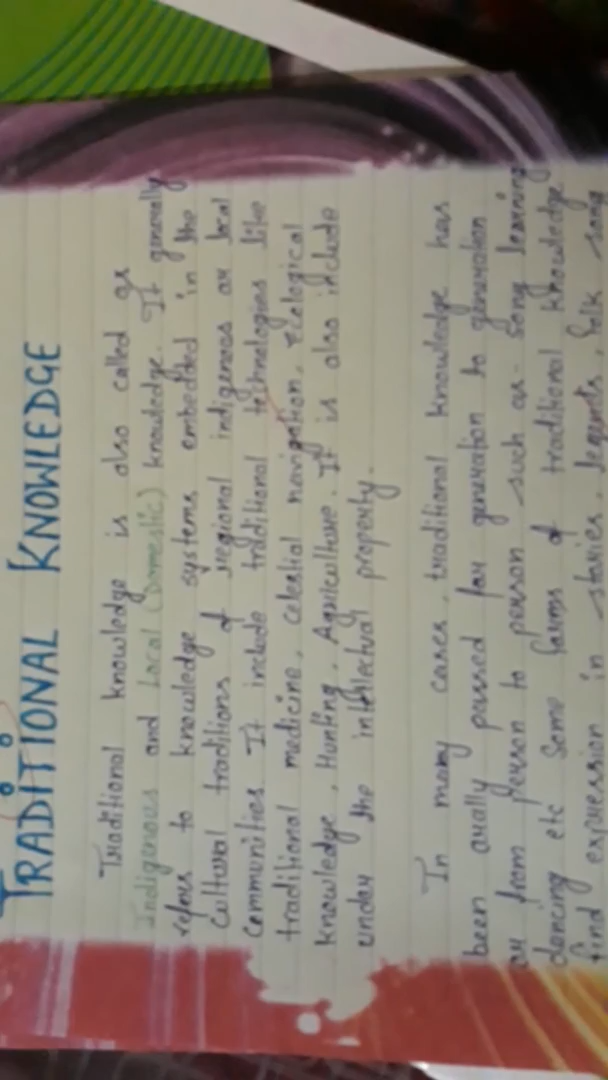 TRADITIONAL KNOWLEDGE
Traditional knowledge is also called as
Indigenous and Local (Domestic) knowledge. It generally
refers to knowledge systems embedded in the
Cultural traditions of regional indigenous or local
Communities. It include traditional technologies like
traditional medicine, celestial navigation, ecological
knowledge, Hunting, Agriculture. It is also include
under the intellectual property.
In many cases, traditional knowledge has
been orally passed for generation to generation
or from person to person such as- Song learning
dancing etc Some forms of traditional knowledge
find expression in stories, legents, folk song